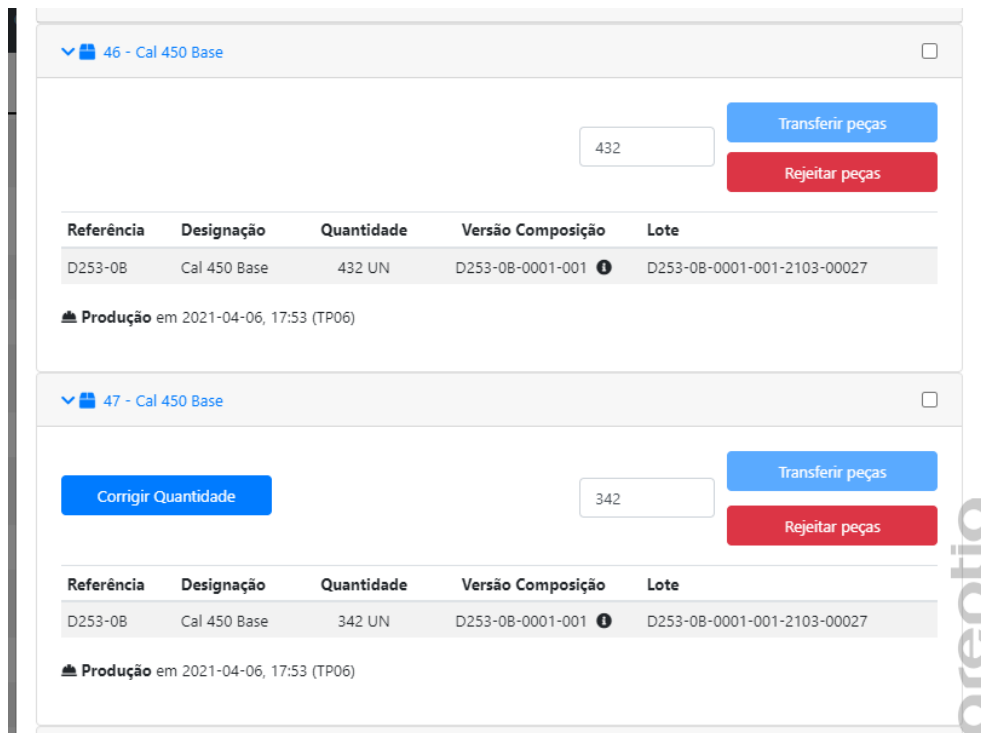 46 - Cal 450 Base
432
Transferir peças
Rejeitar peças
Referência Designação Quantidade Versão Composição Lote
D253-0B Cal 450 Base 432 UN D253-0B-0001-001 D253-0B-0001-001-2103-00027
Produção em 2021-04-06, 17:53 (TP06)
47 - Cal 450 Base
Corrigir Quantidade
342
Transferir peças
Rejeitar peças
Referência Designação Quantidade Versão Composição Lote
D253-0B Cal 450 Base 342 UN D253-0B-0001-001 D253-0B-0001-001-2103-00027
Produção em 2021-04-06, 17:53 (TP06)